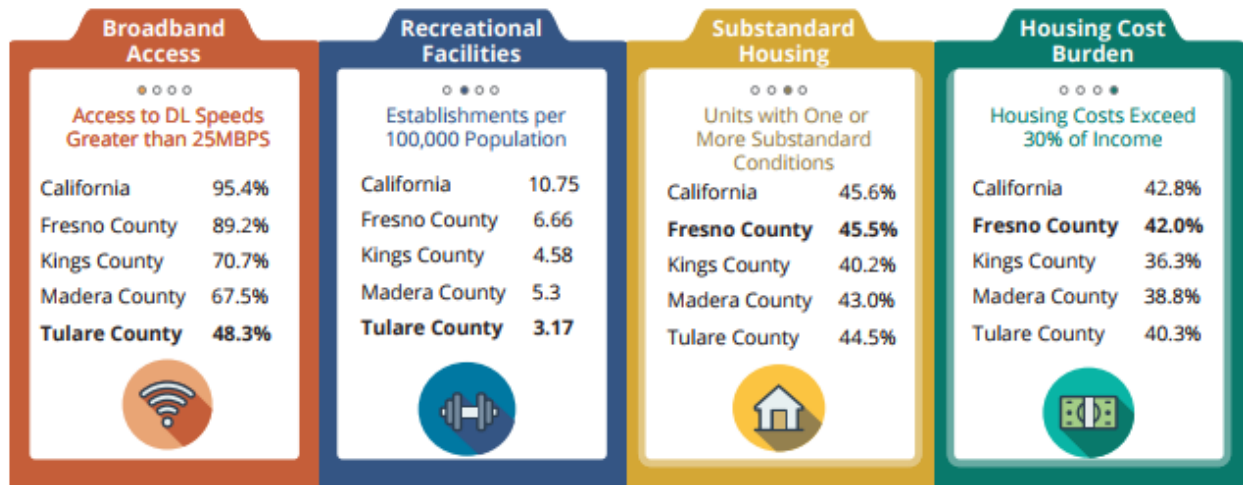 Broadband
Access
Access to DL Speeds
Greater than 25MBPS
California 95.4%
Fresno County 89.2%
Kings County 70.7%
Madera County 67.5%
Tulare County 48.3%
Recreational
Facilities
Establishments per
100,000 Population
California 10.75
Fresno County 6.66
Kings County 4.58
Madera County 5.3
Tulare County 3.17
Substandard
Housing
Units with One or
More Substandard
Conditions
California 45.6%
Fresno County 45.5%
Kings County 40.2%
Madera County 43.0%
Tulare County 44.5%
Housing Cost
Burden
Housing Costs Exceed
30% of Income
California 42.8%
Fresno County 42.0%
Kings County 36.3%
Madera County 38.8%
Tulare County 40.3%